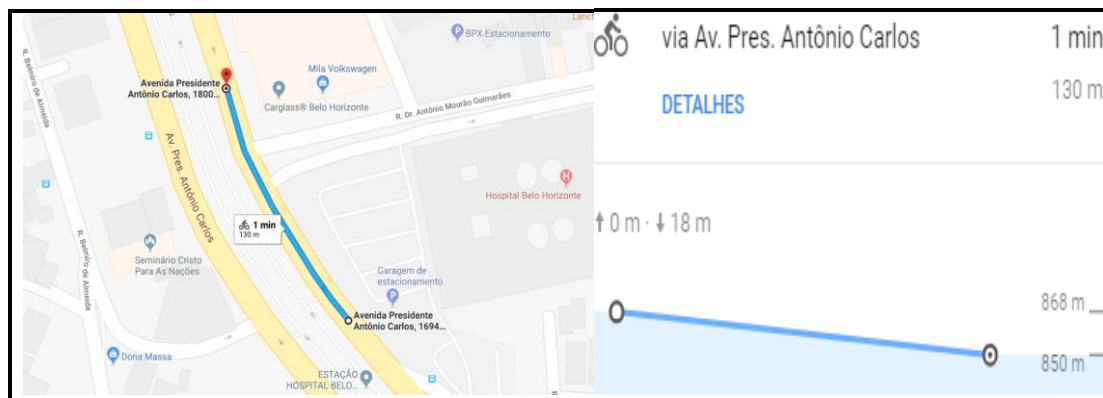 Lanch
BPX Estacionamento
Mila Volkswagen
Avenida Presidente
Antônio Carlos, 1800...
Carglass® Belo Horizonte
R. Dr. Antônio Mourão Guimarães
R. Belmiro de Almeida
Av. Pres. Antônio Carlos
Hospital Belo Horizonte
1 min
130 m
Seminário Cristo
Para As Nações
R. Belmiro de Almeida
Garagem de
estacionamento
Avenida Presidente
Antônio Carlos, 1694...
Dona Massa
ESTAÇÃO
HOSPITAL BELO...
R
via Av. Pres. Antônio Carlos
1 min
DETALHES
130 m
↑ 0 m · ↓ 18 m
868 m
850 m